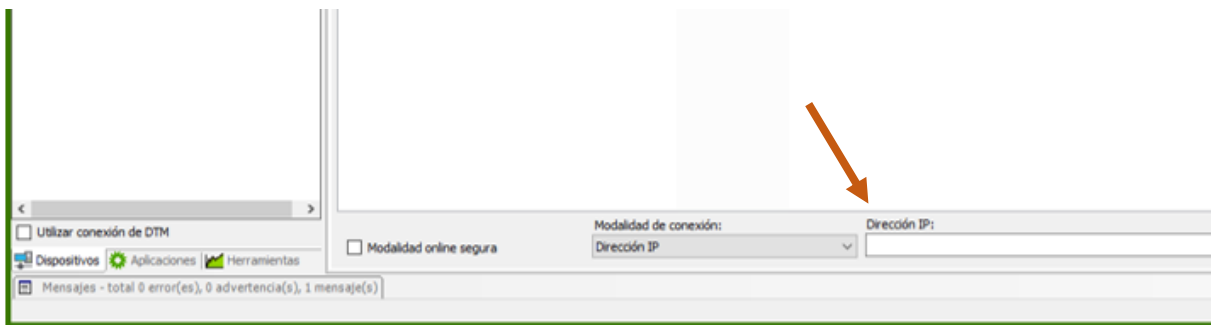 Utilizar conexión de DTM
Dispositivos Aplicaciones Herramientas
Modalidad online segura
Modalidad de conexión:
Dirección IP
Dirección IP:
Mensajes - total 0 error(es), 0 advertencia(s), 1 mensaje(s)